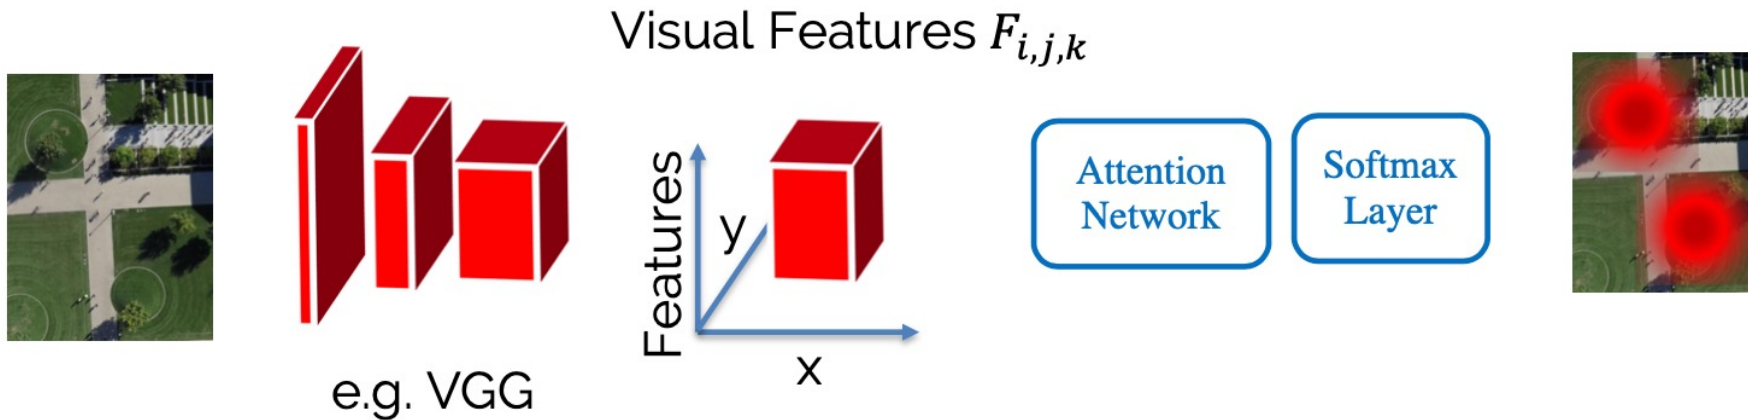 Visual Features F_{i,j,k}
e.g. VGG
Features
y
x
Attention
Network
Softmax
Layer